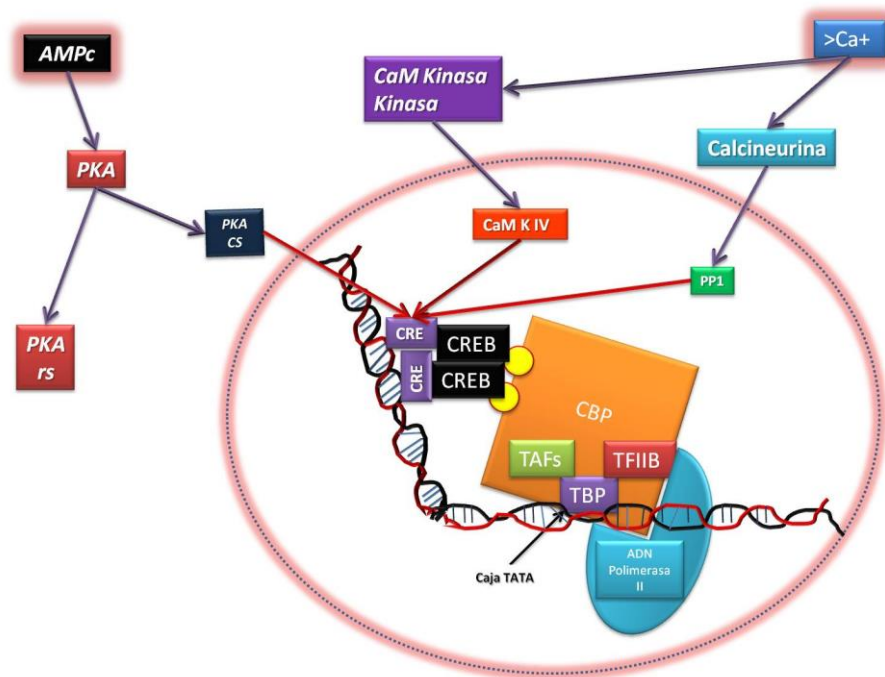 AMPc
>Ca+
CaM Kinasa
Kinasa
Calcineurina
PKA
PKA
CS
CaM K IV
PP1
PKA
rs
CRE
CREB
CRE
CREB
CBP
TAFs
TFIIB
TBP
Caja TATA
ADN
Polimerasa
II